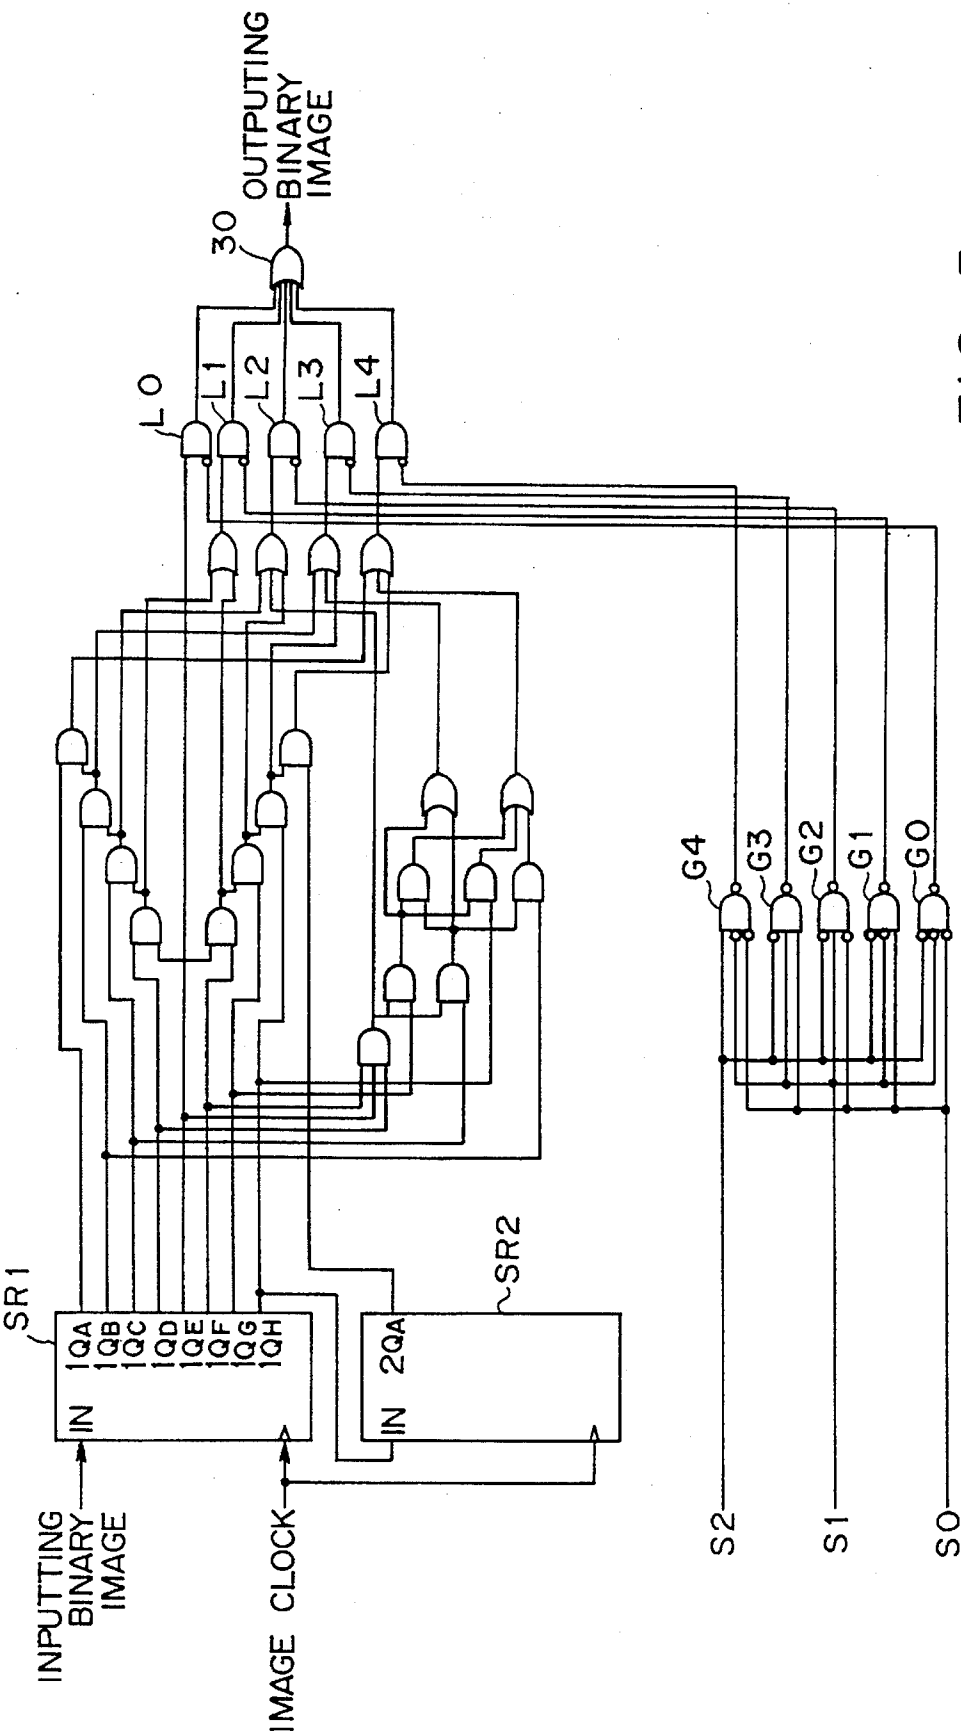 INPUTTING
BINARY
IMAGE
IMAGE CLOCK
SR1
IN
1QA
1QB
1QC
1QD
1QE
1QF
1QG
1QH
IN
2QA
SR2
L0
L1
L2
L3
L4
30
OUTPUTING
BINARY
IMAGE
S2
S1
S0
G4
G3
G2
G1
G0